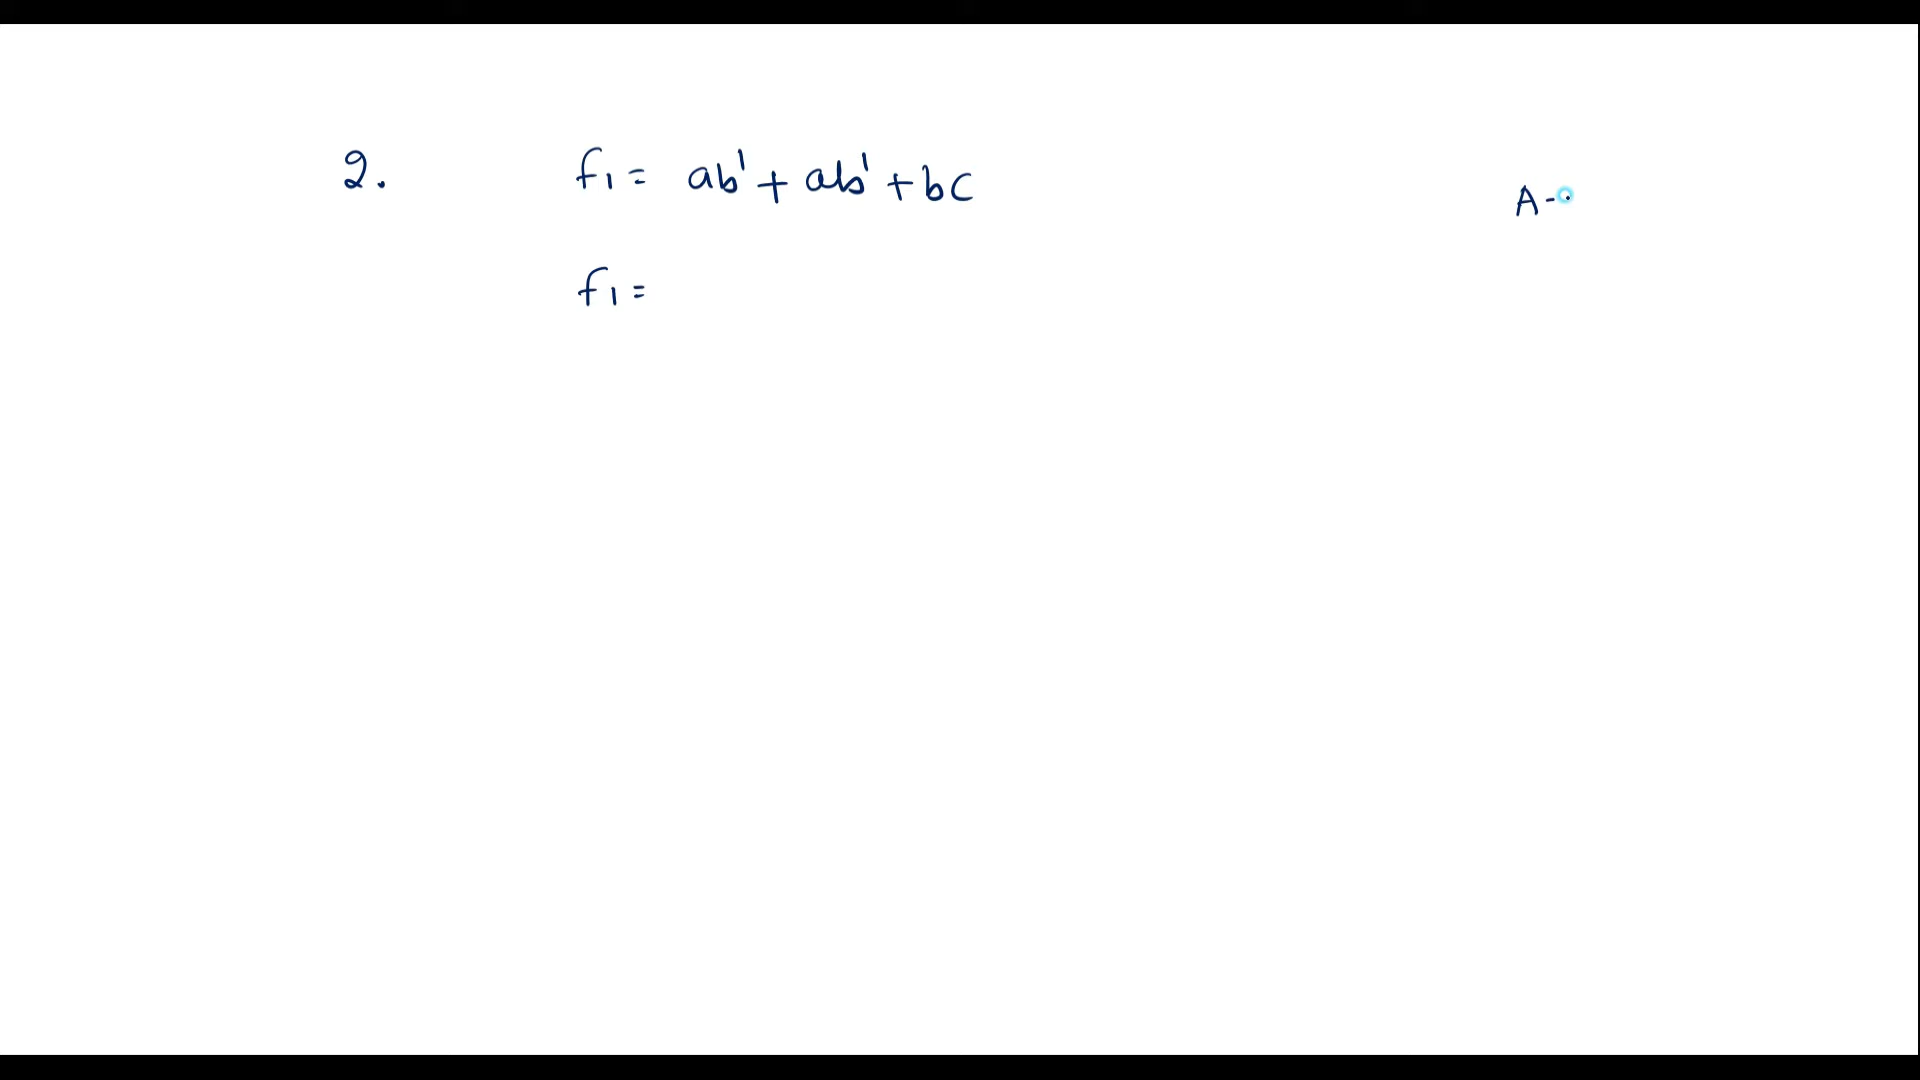 2. f1 = ab' + ab' + bc
A -
f1 =